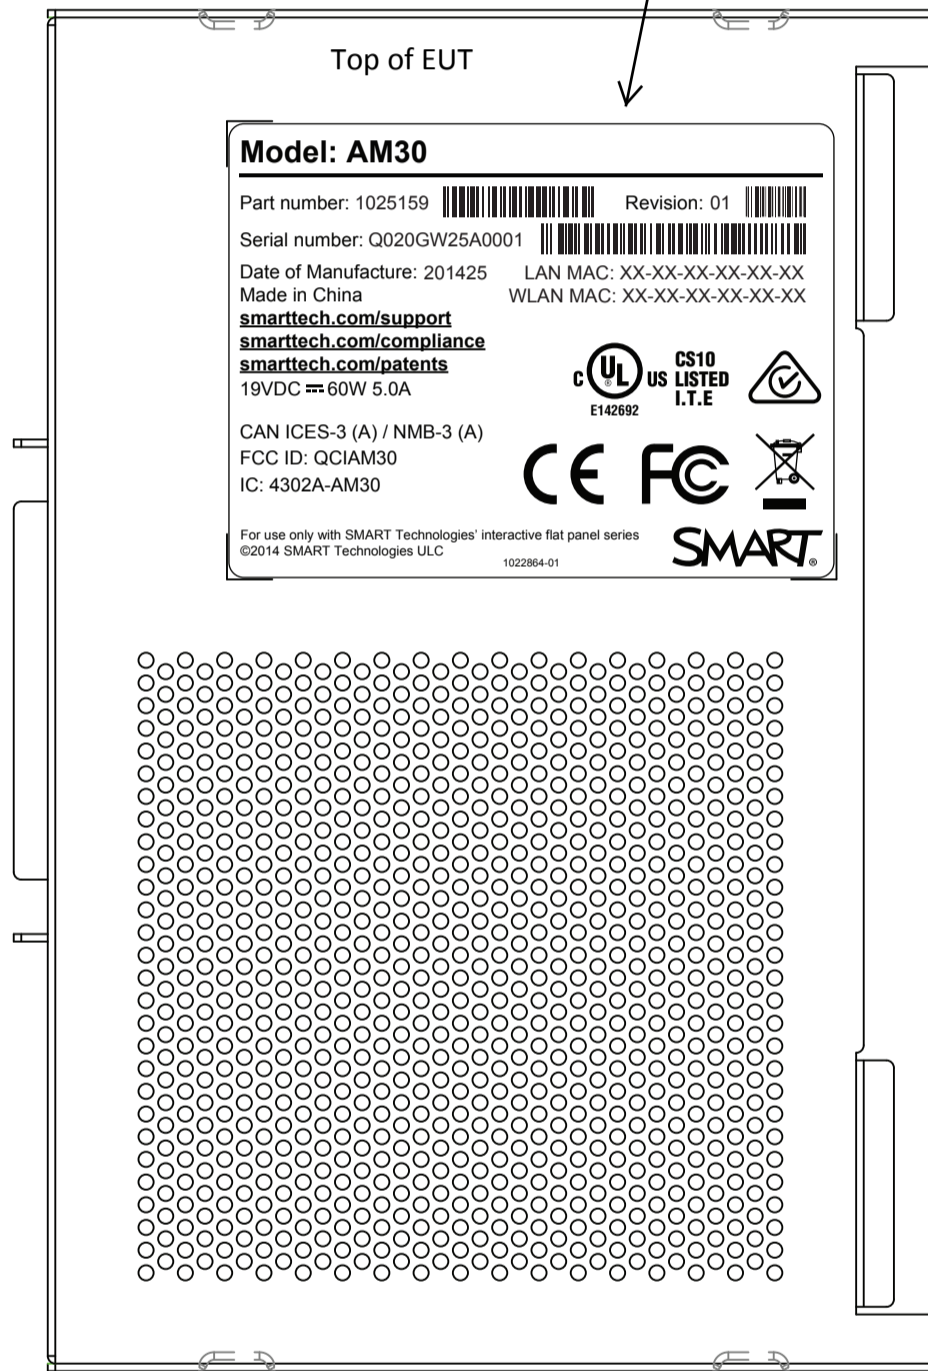 Top of EUT
Model: AM30
Part number: 1025159 Revision: 01
Serial number: Q020GW25A0001
Date of Manufacture: 201425 LAN MAC: XX-XX-XX-XX-XX-XX
Made in China WLAN MAC: XX-XX-XX-XX-XX-XX
smarttech.com/support
smarttech.com/compliance
smarttech.com/patents
19VDC ⎓ 60W 5.0A
C UL ® US CS10 LISTED I.T.E
E142692
CAN ICES-3 (A) / NMB-3 (A)
FCC ID: QCIAM30
IC: 4302A-AM30
CE FC
For use only with SMART Technologies' interactive flat panel series
©2014 SMART Technologies ULC
1022864-01
SMART®